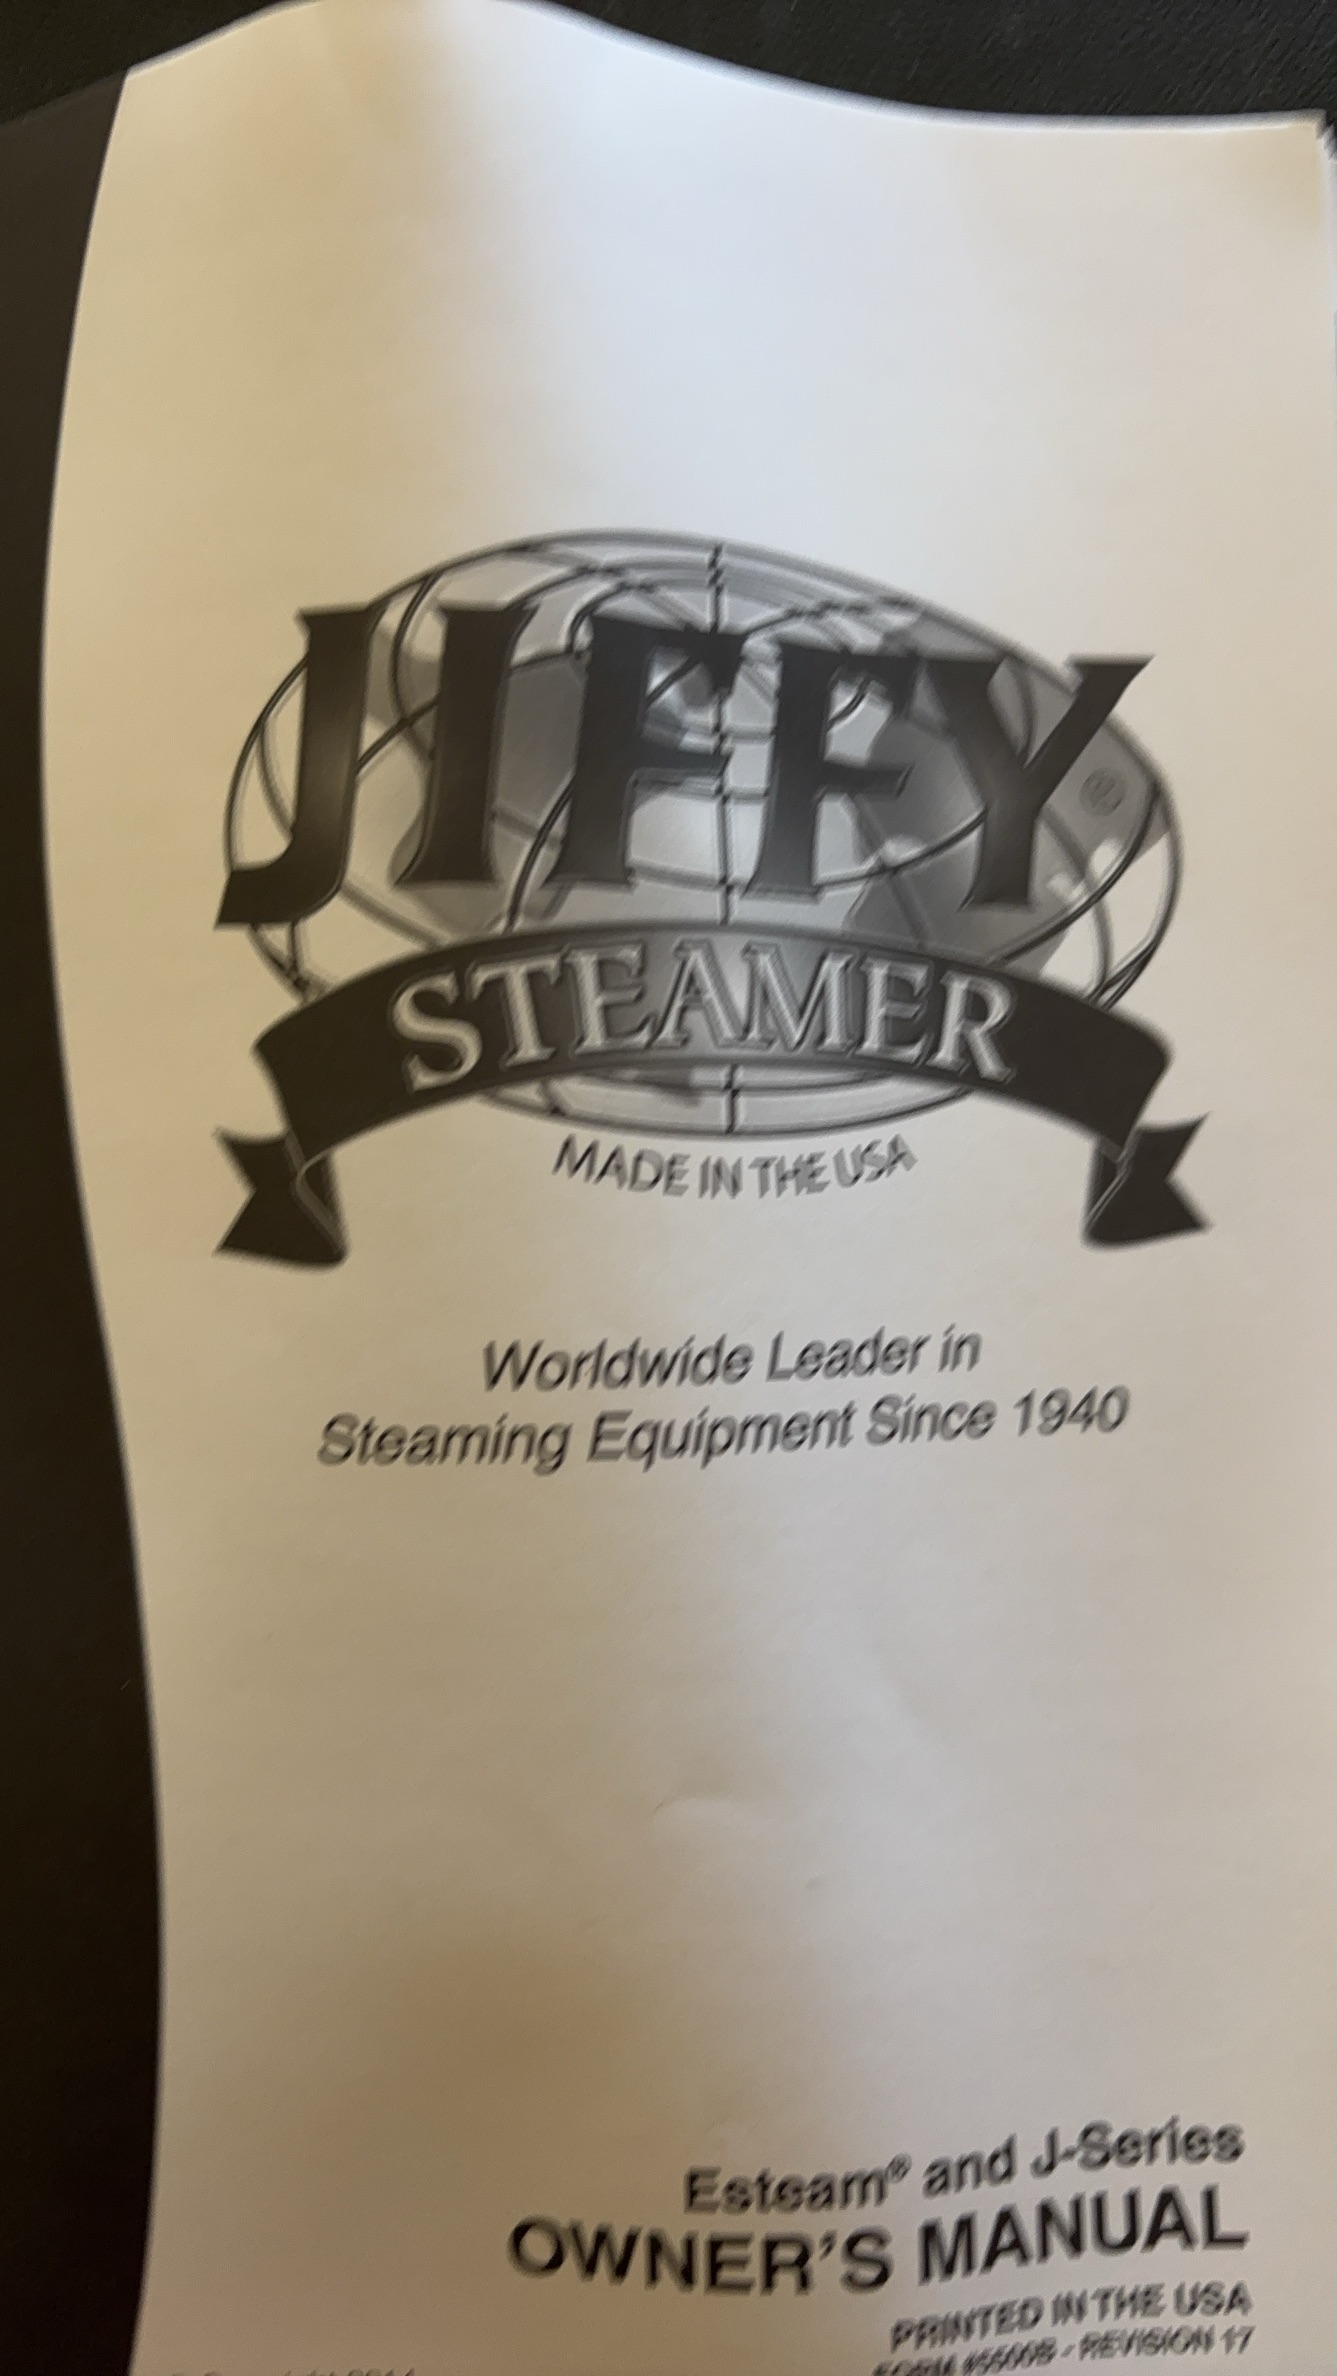 JIFFY
®
STEAMER
MADE IN THE USA
Worldwide Leader in
Steaming Equipment Since 1940
Esteam® and J-Series
OWNER'S MANUAL
PRINTED IN THE USA
FORM - REVISION 17